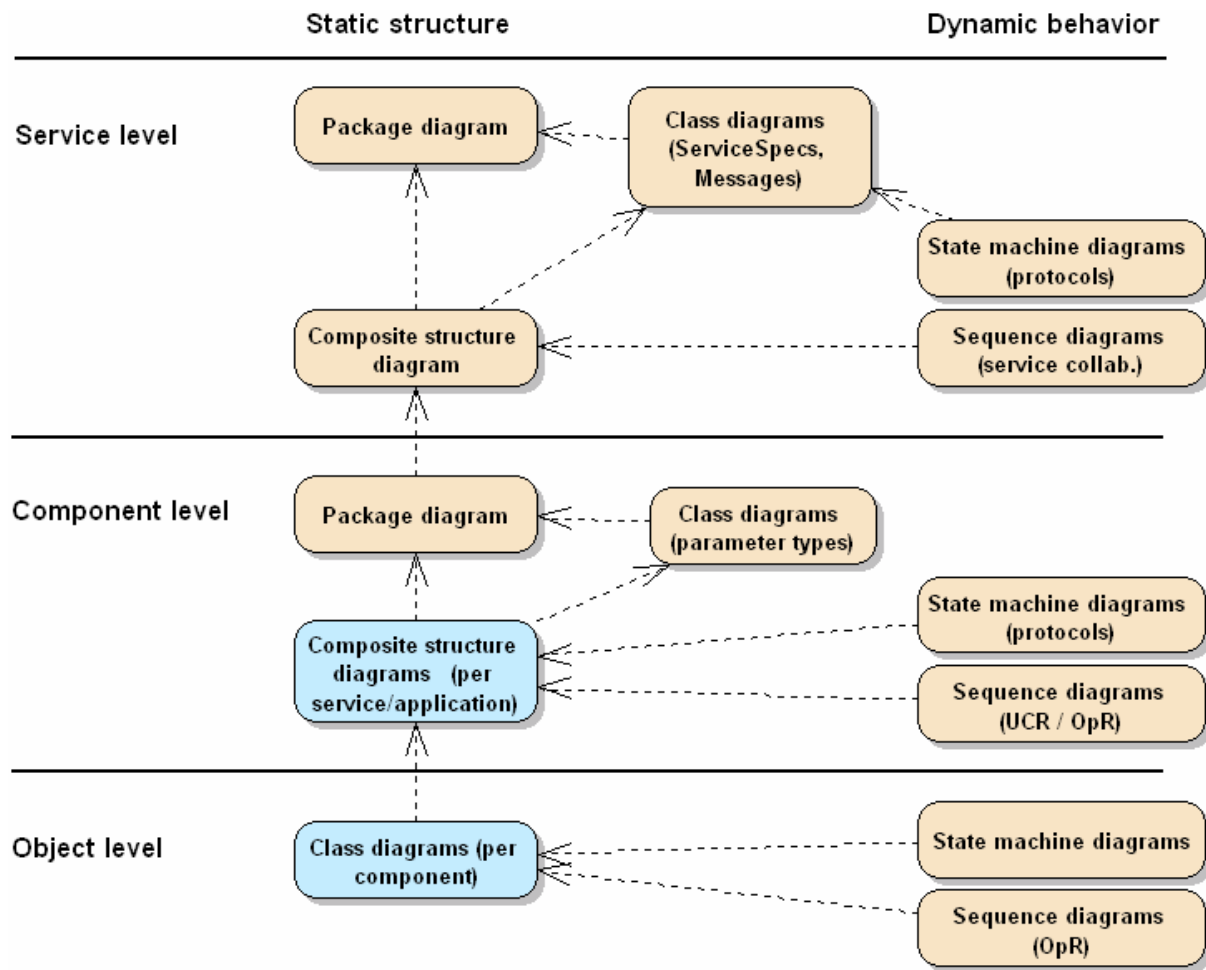 Static structure
Dynamic behavior
Service level
Package diagram
Class diagrams
(ServiceSpecs,
Messages)
State machine diagrams
(protocols)
Composite structure
diagram
Sequence diagrams
(service collab.)
Component level
Package diagram
Class diagrams
(parameter types)
Composite structure
diagrams (per
service/application)
State machine diagrams
(protocols)
Sequence diagrams
(UCR / OpR)
Object level
Class diagrams (per
component)
State machine diagrams
Sequence diagrams
(OpR)